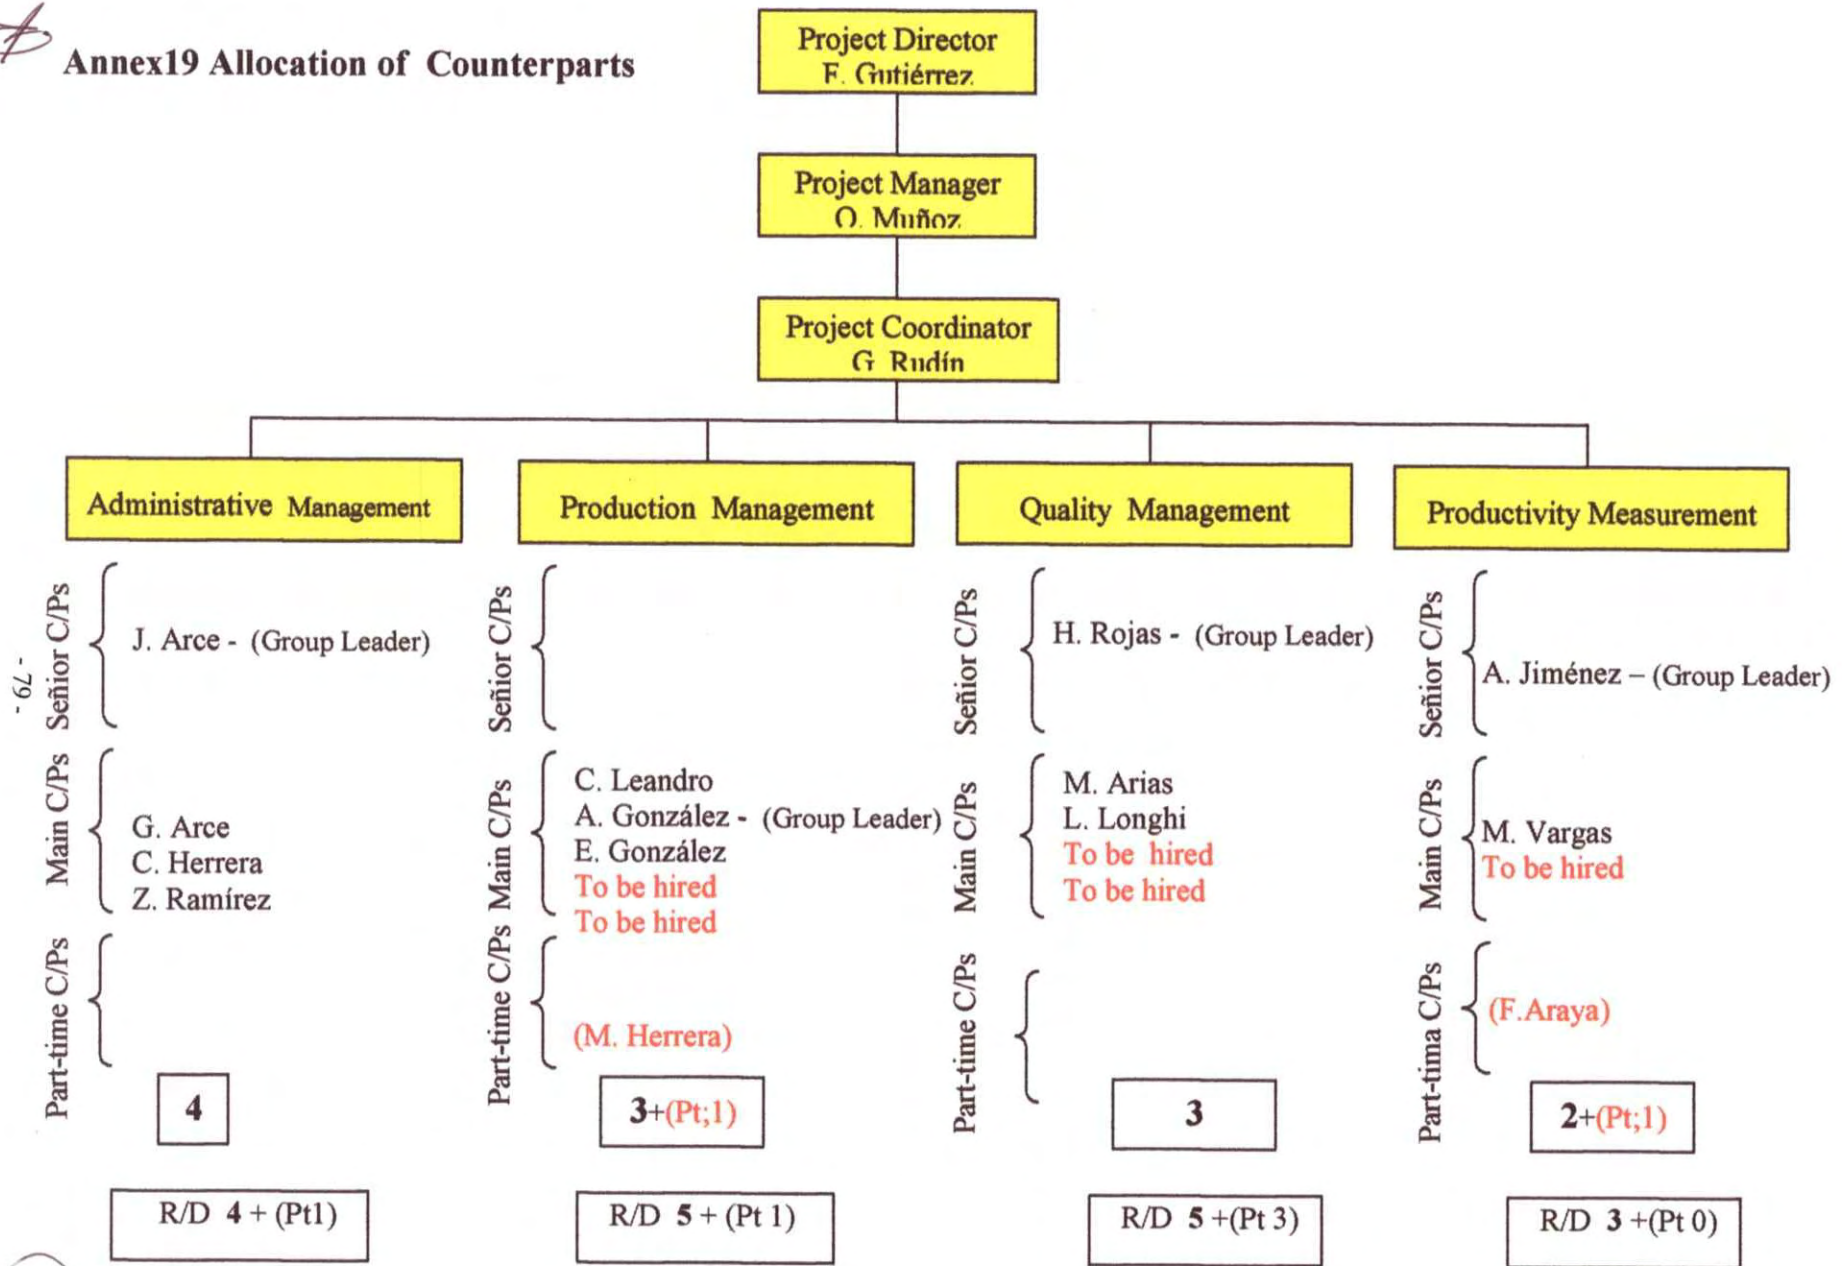 Annex19 Allocation of Counterparts
Project Director
F. Gutiérrez
Project Manager
O. Muñoz
Project Coordinator
G Rudín
Administrative Management
Production Management
Quality Management
Productivity Measurement
Señior C/Ps
J. Arce - (Group Leader)
Main C/Ps
G. Arce
C. Herrera
Z. Ramírez
Part-time C/Ps
4
R/D 4 + (Pt1)
Señior C/Ps
Main C/Ps
C. Leandro
A. González - (Group Leader)
E. González
To be hired
To be hired
Part-time C/Ps
(M. Herrera)
3+(Pt;1)
R/D 5 + (Pt 1)
Señior C/Ps
H. Rojas - (Group Leader)
Main C/Ps
M. Arias
L. Longhi
To be hired
To be hired
Part-time C/Ps
3
R/D 5 +(Pt 3)
Señior C/Ps
A. Jiménez – (Group Leader)
Main C/Ps
M. Vargas
To be hired
Part-tima C/Ps
(F.Araya)
2+(Pt;1)
R/D 3 +(Pt 0)
- 79 -